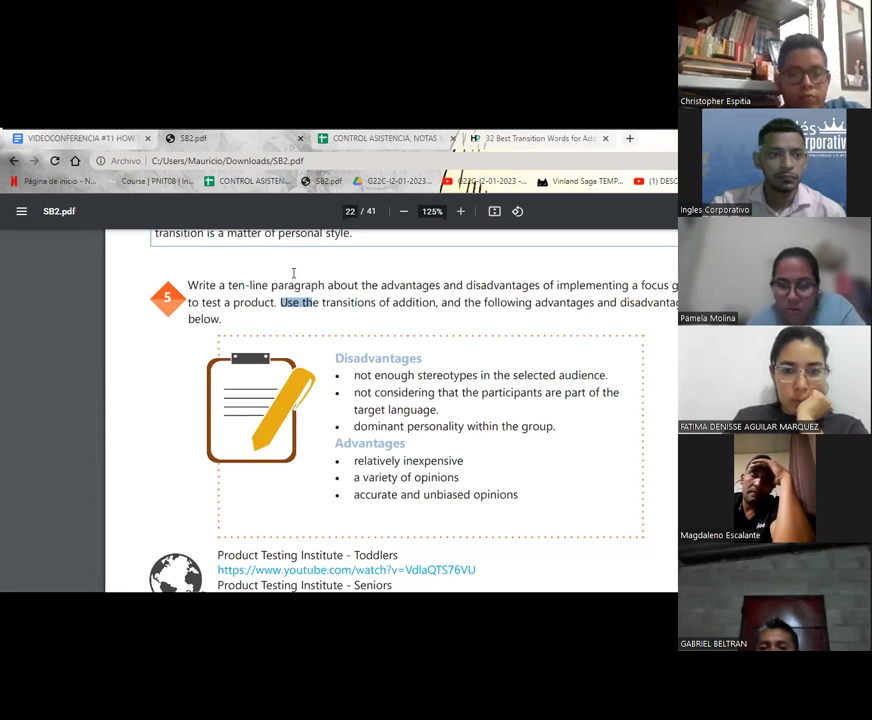 VIDEOCONFERENCIA #11 HOW
SB2.pdf
CONTROL ASISTENCIA, NOTAS Y
32 Best Transition Words for Add
Archivo
C:/Users/Mauricio/Downloads/SB2.pdf
Página de inicio - N...
Course | PNIT08 | In...
CONTROL ASISTEN...
SB2.pdf
G22C-I2-01-2023...
G22C-I2-01-2023 -...
Vinland Saga TEMP...
(1) DESC
SB2.pdf
22 / 41
125%
transition is a matter of personal style.
5
Write a ten-line paragraph about the advantages and disadvantages of implementing a focus g
to test a product. Use the transitions of addition, and the following advantages and disadvanta
below.
Disadvantages
• not enough stereotypes in the selected audience.
• not considering that the participants are part of the
target language.
• dominant personality within the group.
Advantages
• relatively inexpensive
• a variety of opinions
• accurate and unbiased opinions
Product Testing Institute - Toddlers
https://www.youtube.com/watch?v=VdlaQTS76VU
Product Testing Institute - Seniors
Christopher Espitia
Ingles Corporativo
Pamela Molina
FATIMA DENISSE AGUILAR MARQUEZ
Magdaleno Escalante
GABRIEL BELTRAN